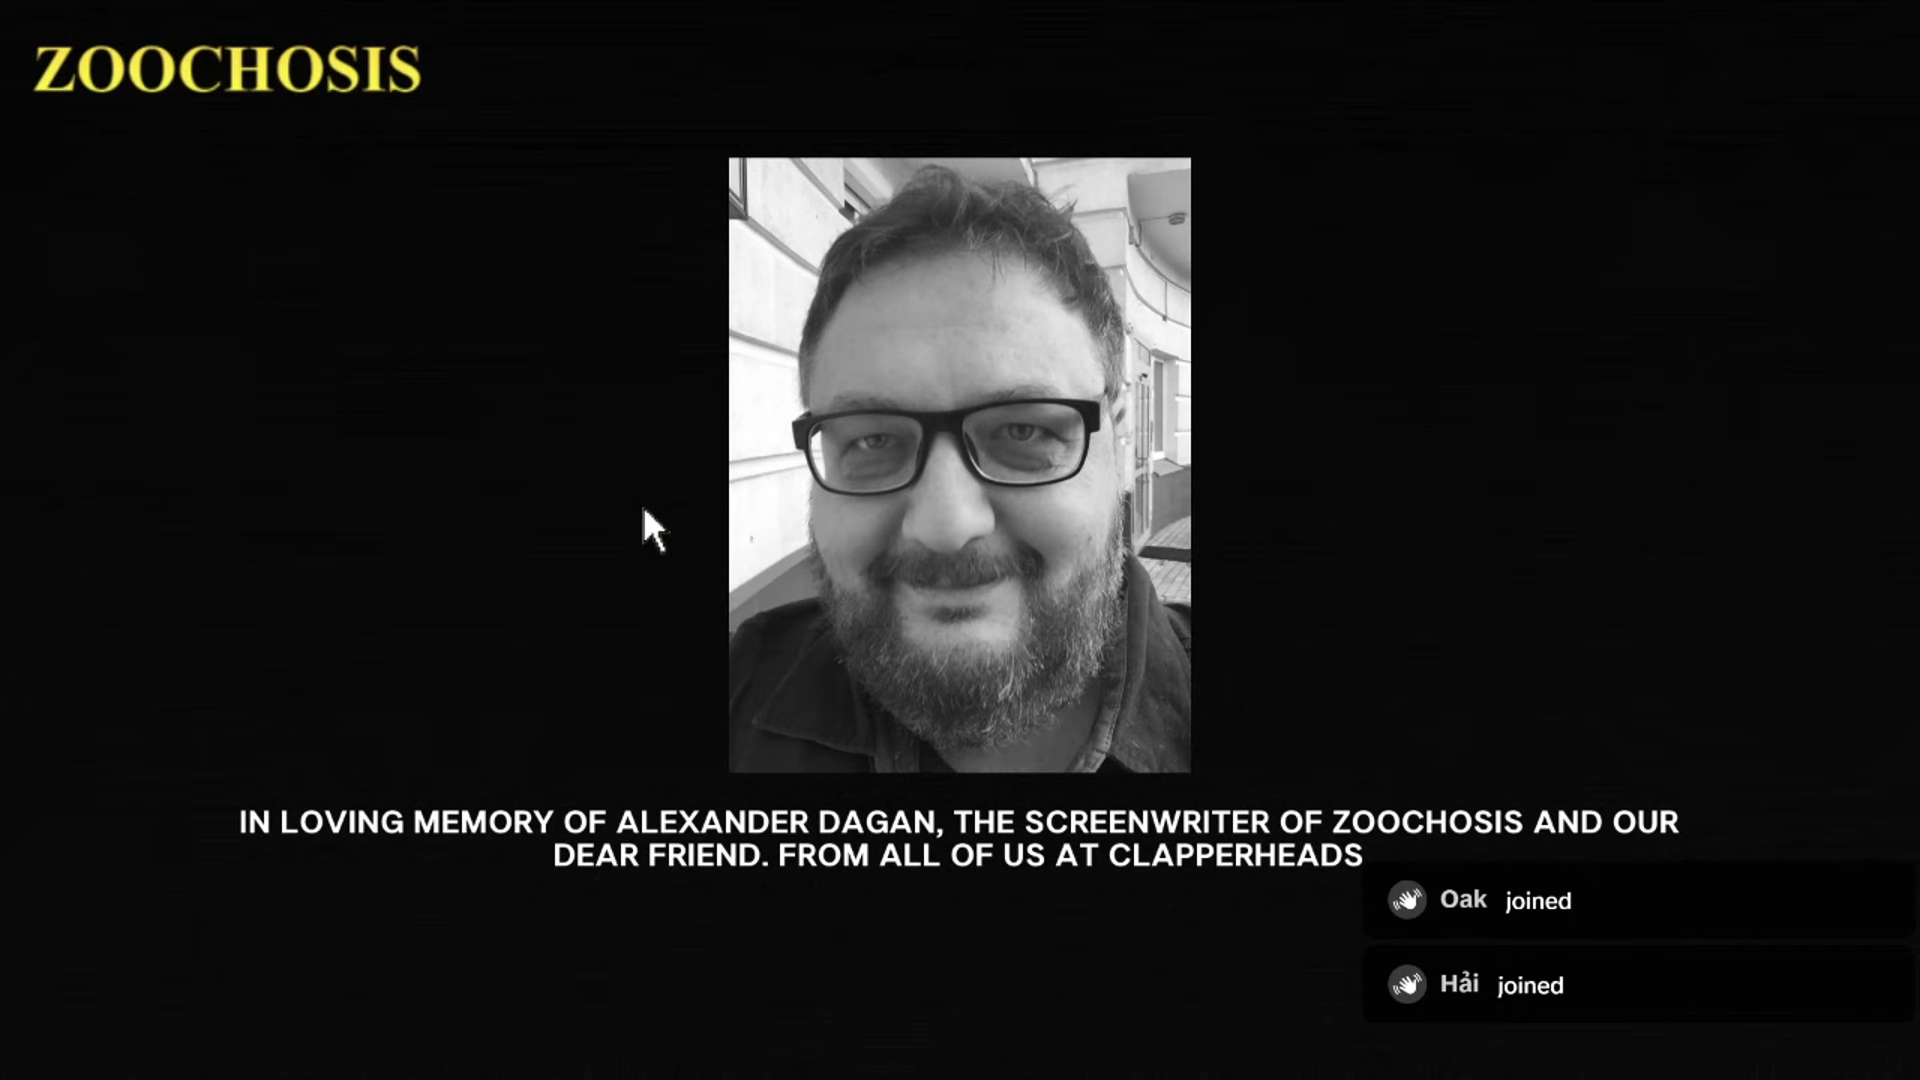 ZOOCHOSIS
IN LOVING MEMORY OF ALEXANDER DAGAN, THE SCREENWRITER OF ZOOCHOSIS AND OUR
DEAR FRIEND. FROM ALL OF US AT CLAPPERHEADS
Oak joined
Hải joined